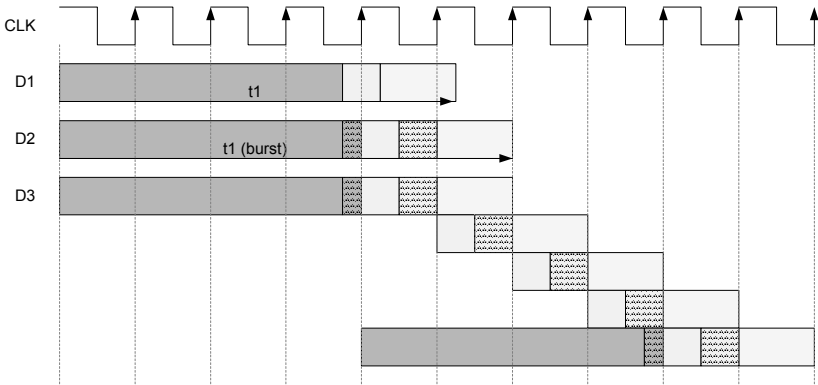 CLK
D1
t1
D2
t1 (burst)
D3